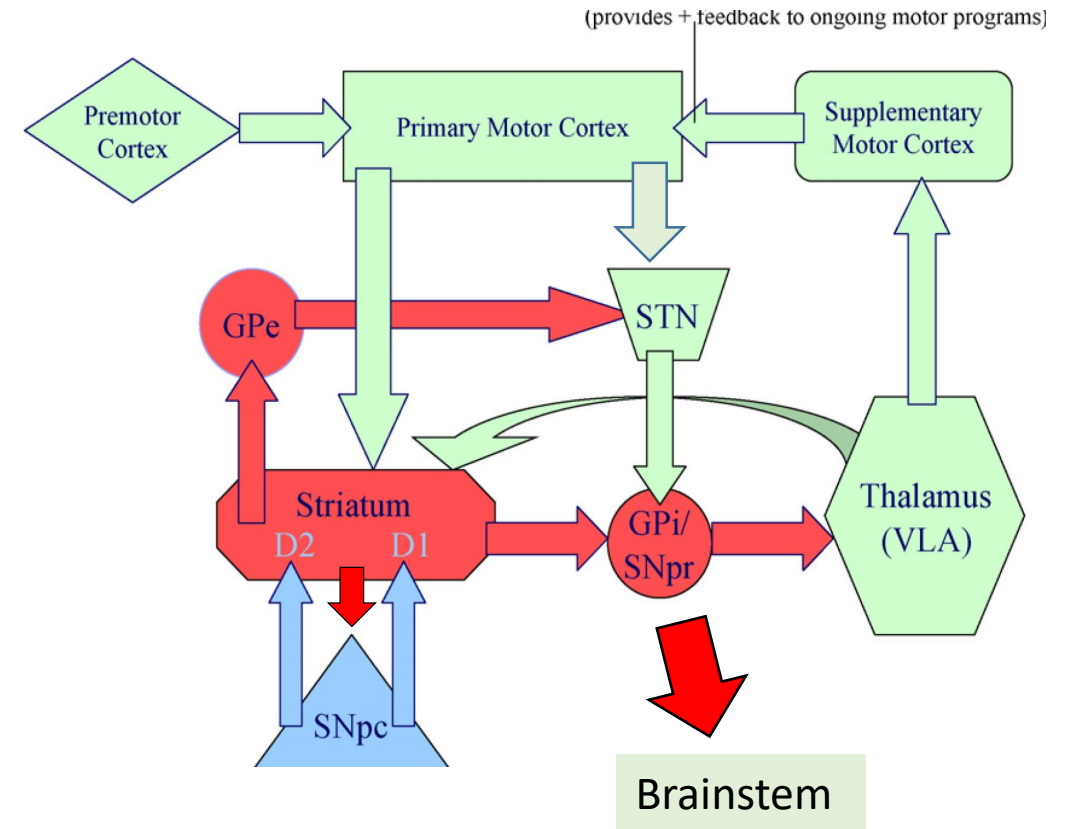 (provides + feedback to ongoing motor programs)
Premotor
Cortex
Primary Motor Cortex
Supplementary
Motor Cortex
GPe
STN
Striatum
D2
D1
GPi/
SNpr
Thalamus
(VLA)
SNpc
Brainstem